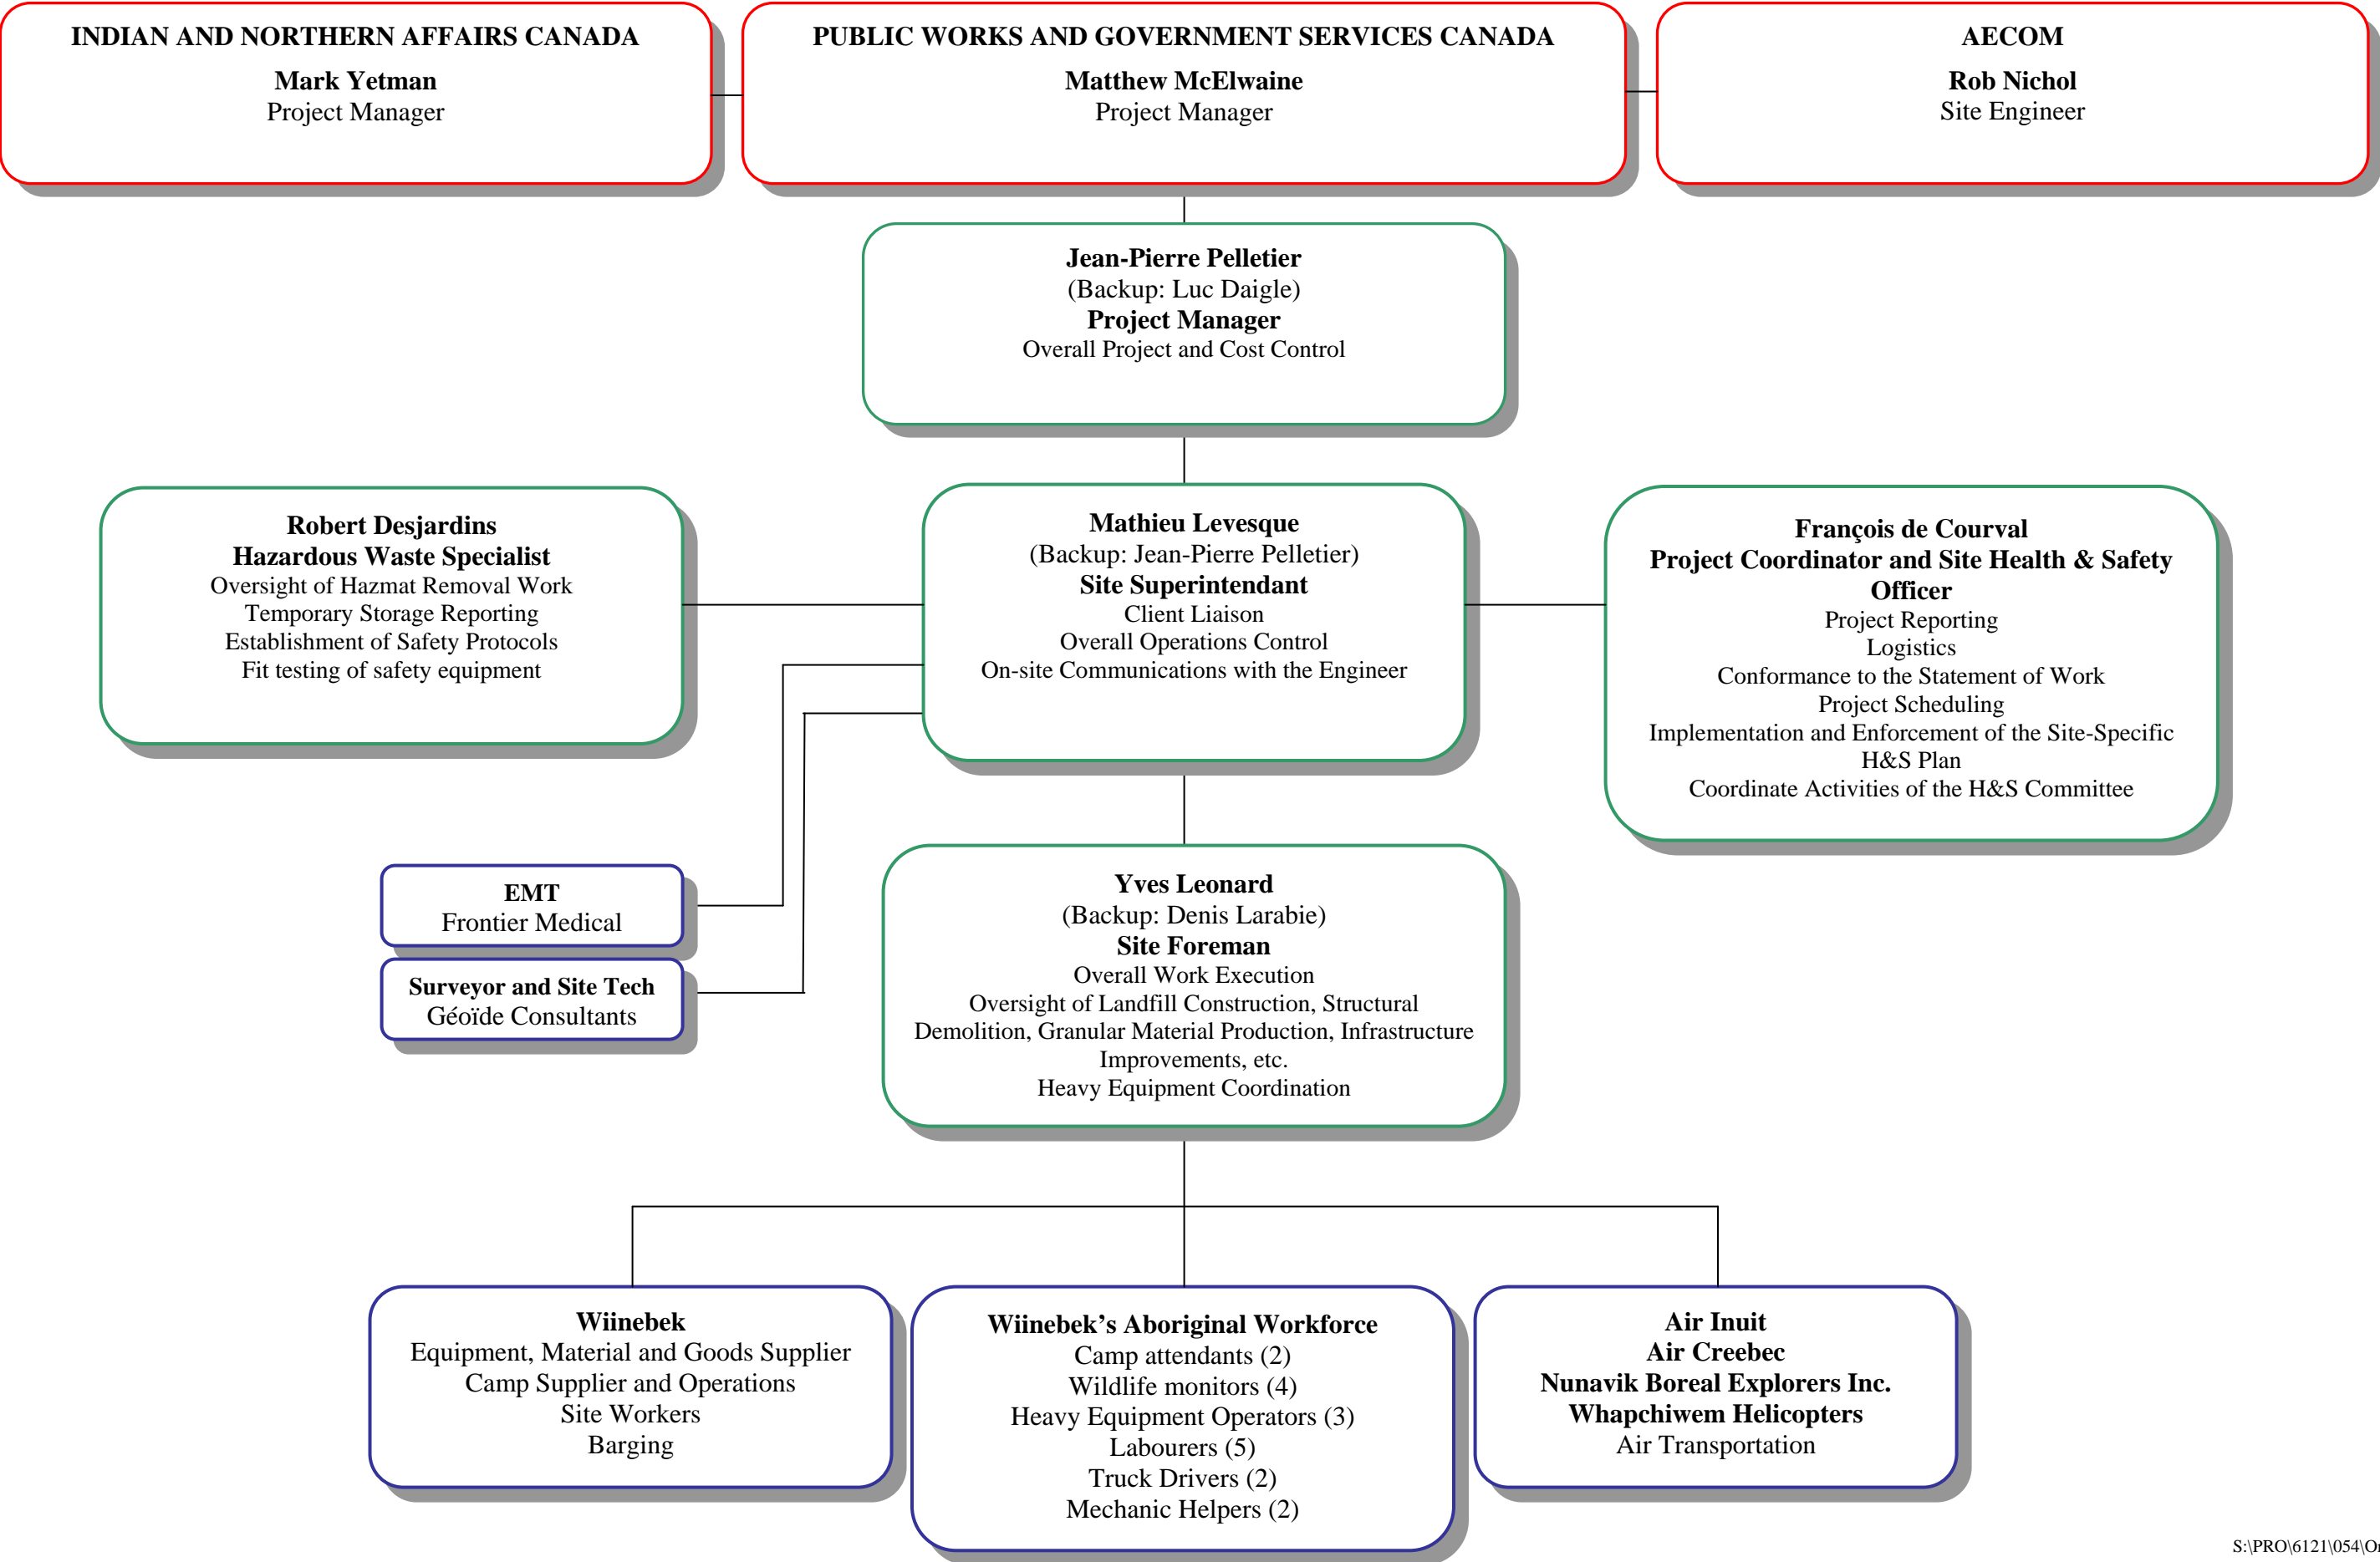 INDIAN AND NORTHERN AFFAIRS CANADA
Mark Yetman
Project Manager
PUBLIC WORKS AND GOVERNMENT SERVICES CANADA
Matthew McElwaine
Project Manager
AECOM
Rob Nichol
Site Engineer
Jean-Pierre Pelletier
(Backup: Luc Daigle)
Project Manager
Overall Project and Cost Control
Robert Desjardins
Hazardous Waste Specialist
Oversight of Hazmat Removal Work
Temporary Storage Reporting
Establishment of Safety Protocols
Fit testing of safety equipment
Mathieu Levesque
(Backup: Jean-Pierre Pelletier)
Site Superintendant
Client Liaison
Overall Operations Control
On-site Communications with the Engineer
François de Courval
Project Coordinator and Site Health & Safety
Officer
Project Reporting
Logistics
Conformance to the Statement of Work
Project Scheduling
Implementation and Enforcement of the Site-Specific
H&S Plan
Coordinate Activities of the H&S Committee
EMT
Frontier Medical
Surveyor and Site Tech
Géoïde Consultants
Yves Leonard
(Backup: Denis Larabie)
Site Foreman
Overall Work Execution
Oversight of Landfill Construction, Structural
Demolition, Granular Material Production, Infrastructure
Improvements, etc.
Heavy Equipment Coordination
Wiinebek
Equipment, Material and Goods Supplier
Camp Supplier and Operations
Site Workers
Barging
Wiinebek's Aboriginal Workforce
Camp attendants (2)
Wildlife monitors (4)
Heavy Equipment Operators (3)
Labourers (5)
Truck Drivers (2)
Mechanic Helpers (2)
Air Inuit
Air Creebec
Nunavik Boreal Explorers Inc.
Whapchiwem Helicopters
Air Transportation
S:\PRO\6121\054\O